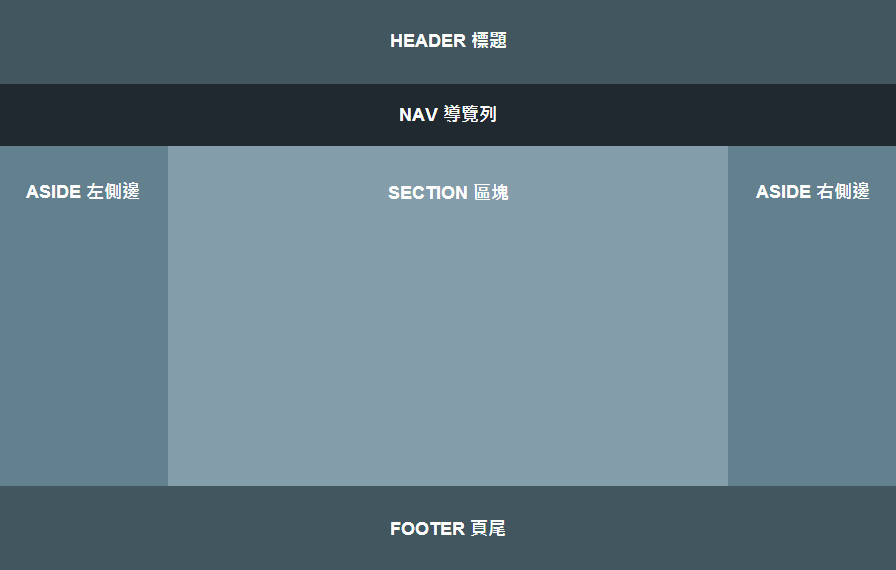 HEADER 標題
NAV 導覽列
ASIDE 左側邊
SECTION 區塊
ASIDE 右側邊
FOOTER 頁尾